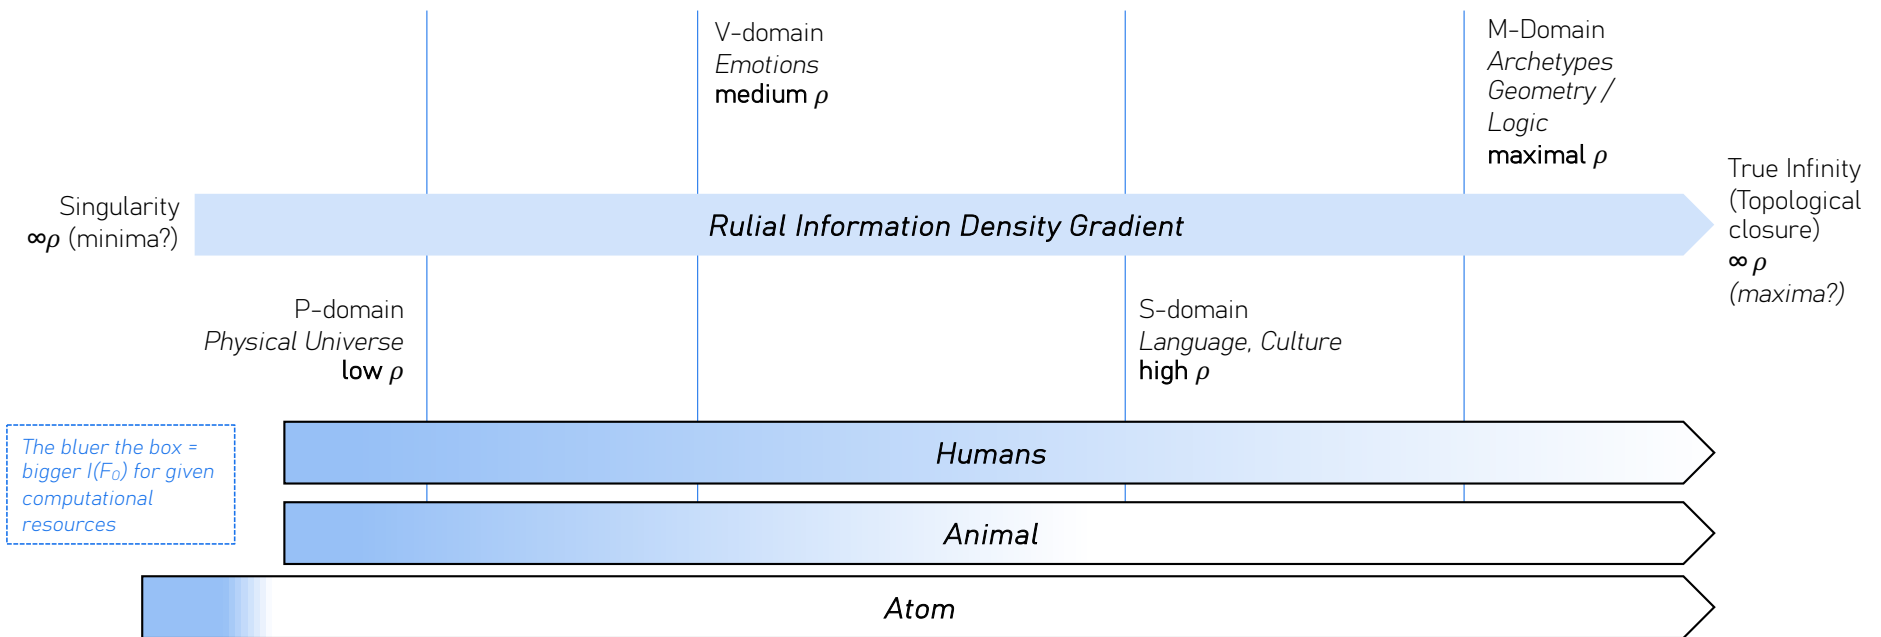 V-domain
Emotions
medium ρ
M-Domain
Archetypes
Geometry /
Logic
maximal ρ
Singularity
∞ρ (minima?)
Rulial Information Density Gradient
True Infinity
(Topological
closure)
∞ ρ
(maxima?)
P-domain
Physical Universe
low ρ
S-domain
Language, Culture
high ρ
The bluer the box =
bigger I(F₀) for given
computational
resources
Humans
Animal
Atom